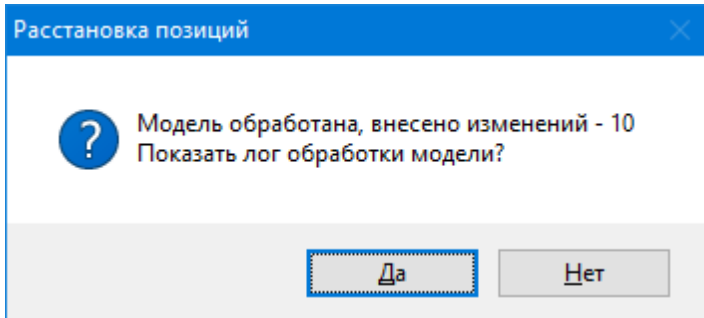 Расстановка позиций
Модель обработана, внесено изменений - 10
Показать лог обработки модели?
Да
Нет